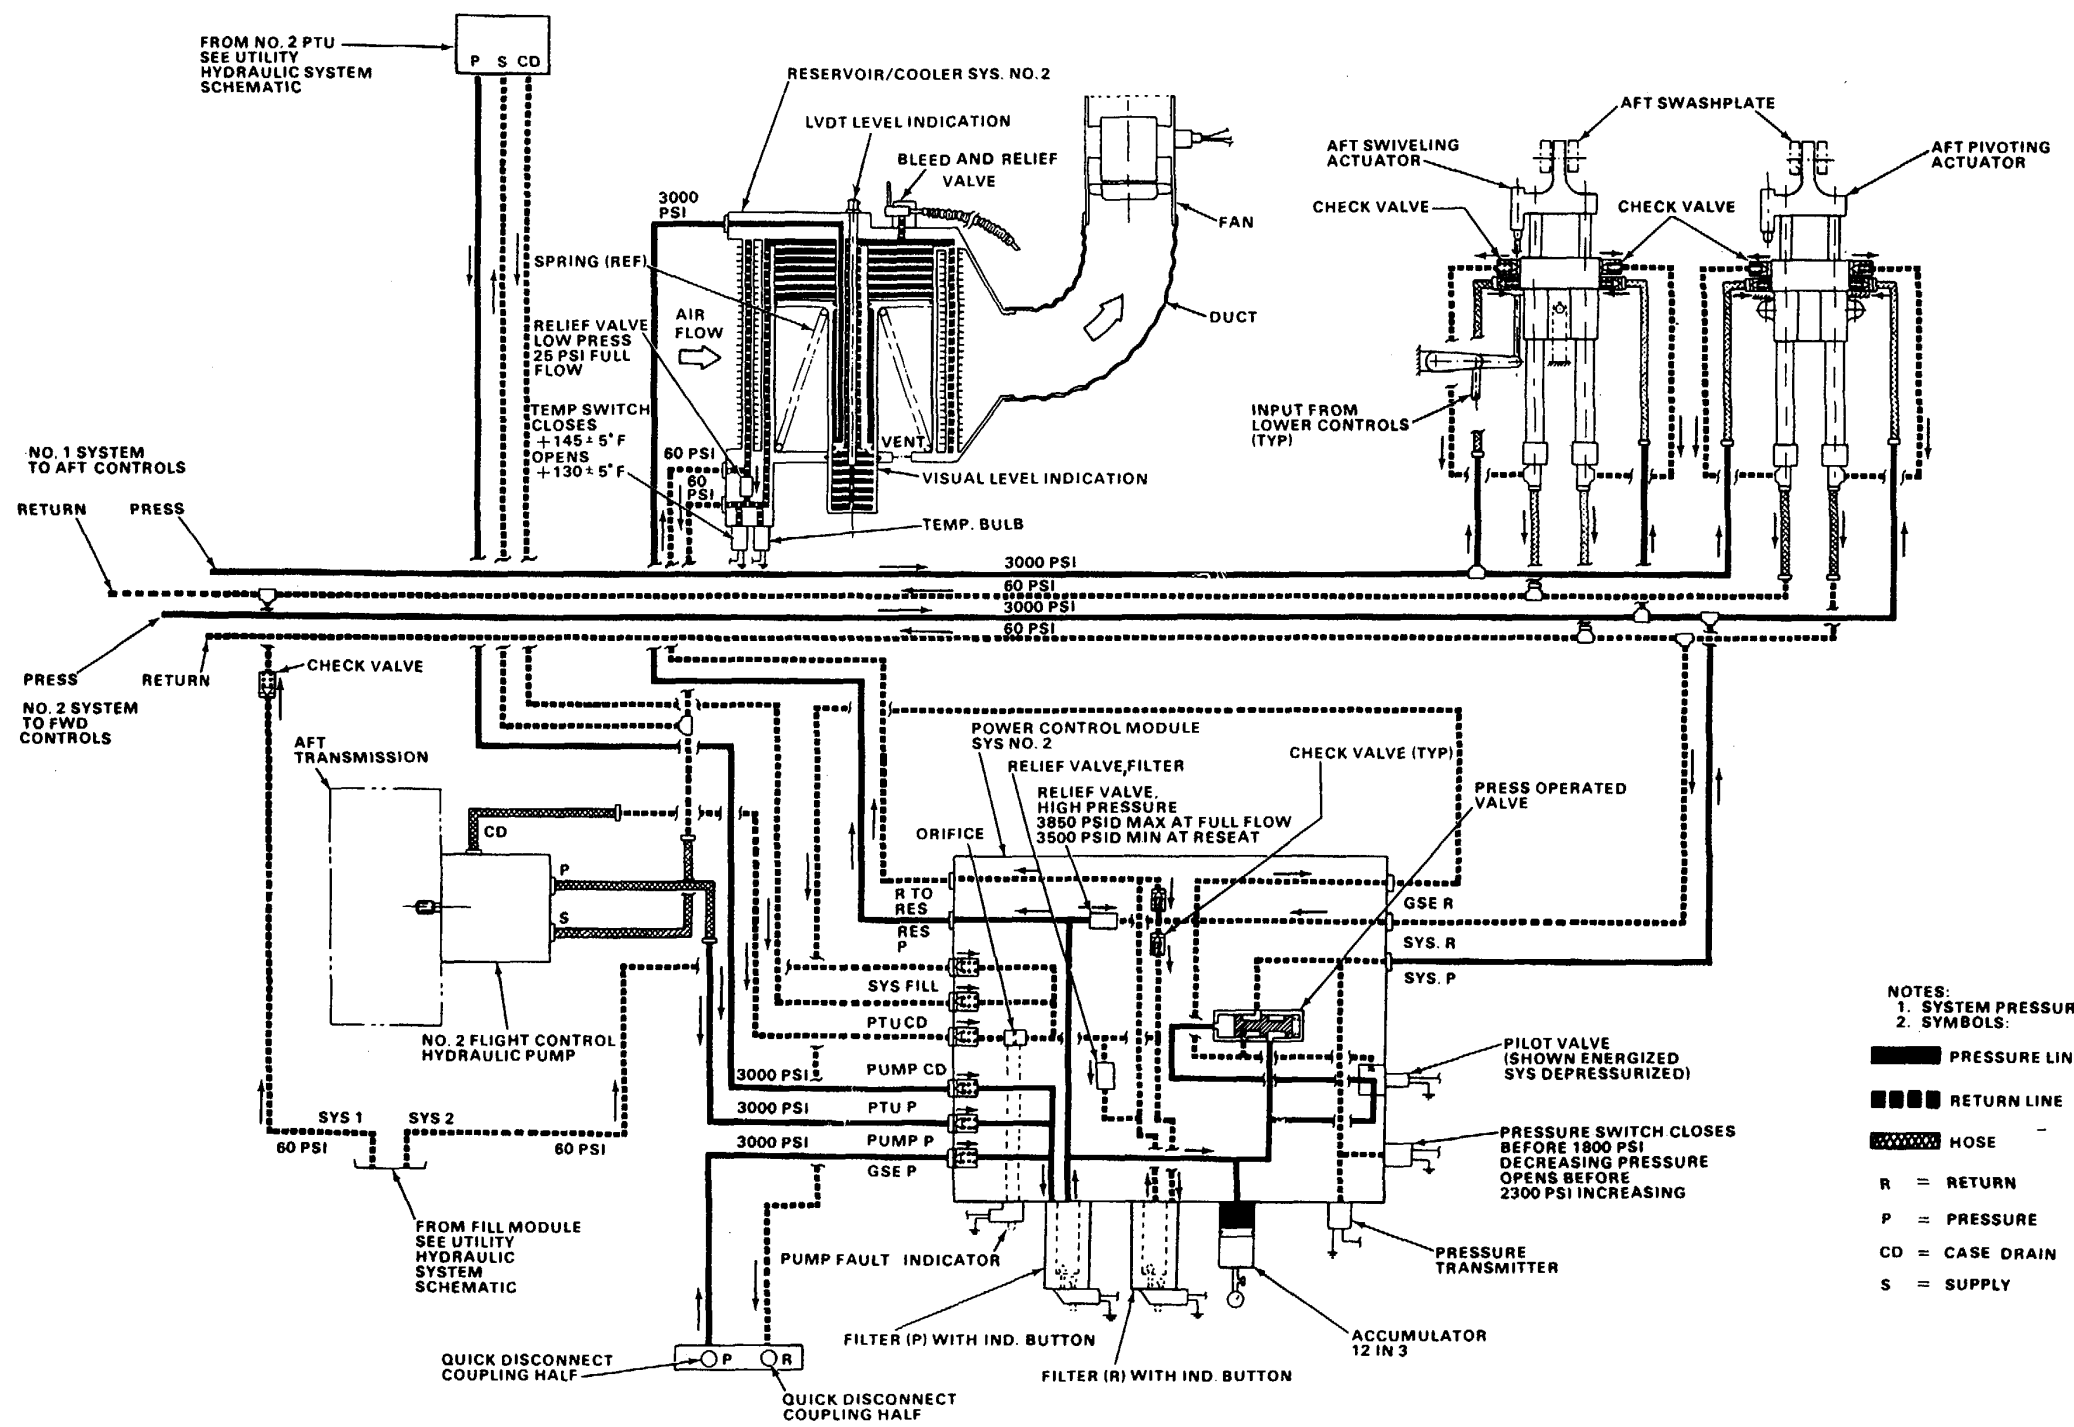 FROM NO. 2 PTU
SEE UTILITY
HYDRAULIC SYSTEM
SCHEMATIC
P S CD
RESERVOIR/COOLER SYS. NO. 2
LVDT LEVEL INDICATION
BLEED AND RELIEF
VALVE
3000
PSI
SPRING (REF)
RELIEF VALVE
LOW PRESS
25 PSI FULL
FLOW
AIR
FLOW
TEMP SWITCH
CLOSES
+145 ± 5°F
OPENS
+130 ± 5°F
60 PSI
60
PSI
VENT
VISUAL LEVEL INDICATION
TEMP. BULB
FAN
DUCT
AFT SWASHPLATE
AFT SWIVELING
ACTUATOR
AFT PIVOTING
ACTUATOR
CHECK VALVE
CHECK VALVE
INPUT FROM
LOWER CONTROLS
(TYP)
NO. 1 SYSTEM
TO AFT CONTROLS
RETURN
PRESS
3000 PSI
60 PSI
3000 PSI
60 PSI
PRESS
RETURN
NO. 2 SYSTEM
TO FWD
CONTROLS
CHECK VALVE
AFT
TRANSMISSION
CD
P
S
NO. 2 FLIGHT CONTROL
HYDRAULIC PUMP
SYS 1
SYS 2
60 PSI
60 PSI
FROM FILL MODULE
SEE UTILITY
HYDRAULIC
SYSTEM
SCHEMATIC
POWER CONTROL MODULE
SYS NO. 2
RELIEF VALVE, FILTER
RELIEF VALVE,
HIGH PRESSURE
3850 PSID MAX AT FULL FLOW
3500 PSID MIN AT RESEAT
ORIFICE
CHECK VALVE (TYP)
PRESS OPERATED
VALVE
R TO
RES
RES
P
SYS FILL
PTU CD
PUMP CD
PTU P
PUMP P
GSE P
3000 PSI
3000 PSI
3000 PSI
GSE R
SYS. R
SYS. P
PILOT VALVE
(SHOWN ENERGIZED
SYS DEPRESSURIZED)
PRESSURE SWITCH CLOSES
BEFORE 1800 PSI
DECREASING PRESSURE
OPENS BEFORE
2300 PSI INCREASING
PUMP FAULT INDICATOR
PRESSURE
TRANSMITTER
FILTER (P) WITH IND. BUTTON
FILTER (R) WITH IND. BUTTON
ACCUMULATOR
12 IN 3
QUICK DISCONNECT
COUPLING HALF
P R
QUICK DISCONNECT
COUPLING HALF
NOTES:
1. SYSTEM PRESSUR
2. SYMBOLS:
PRESSURE LIN
RETURN LINE
HOSE
R = RETURN
P = PRESSURE
CD = CASE DRAIN
S = SUPPLY